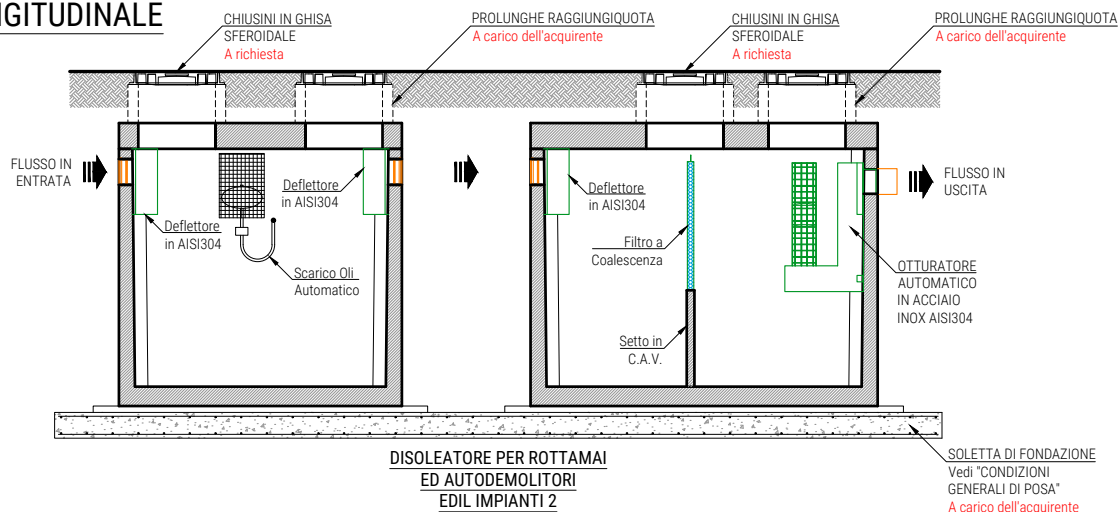 GITUDINALE
CHIUSINI IN GHISA
SFEROIDALE
A richiesta
PROLUNGHE RAGGIUNGIQUOTA
A carico dell'acquirente
CHIUSINI IN GHISA
SFEROIDALE
A richiesta
PROLUNGHE RAGGIUNGIQUOTA
A carico dell'acquirente
FLUSSO IN
ENTRATA
Deflettore
in AISI304
Deflettore
in AISI304
Scarico Oli
Automatico
Deflettore
in AISI304
Filtro a
Coalescenza
Setto in
C.A.V.
FLUSSO IN
USCITA
OTTURATORE
AUTOMATICO
IN ACCIAIO
INOX AISI304
DISOLEATORE PER ROTTAMAI
ED AUTODEMOLITORI
EDIL IMPIANTI 2
SOLETTA DI FONDAZIONE
Vedi "CONDIZIONI
GENERALI DI POSA"
A carico dell'acquirente